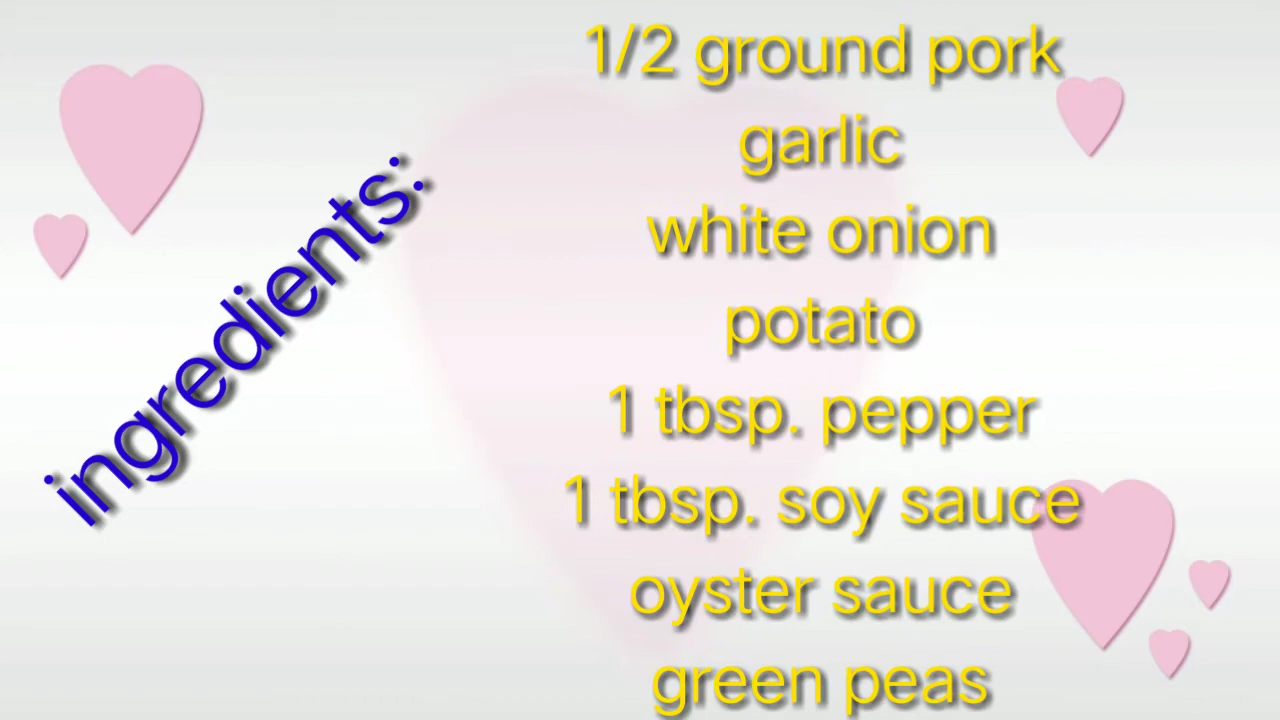 ingredients:
1/2 ground pork
garlic
white onion
potato
1 tbsp. pepper
1 tbsp. soy sauce
oyster sauce
green peas